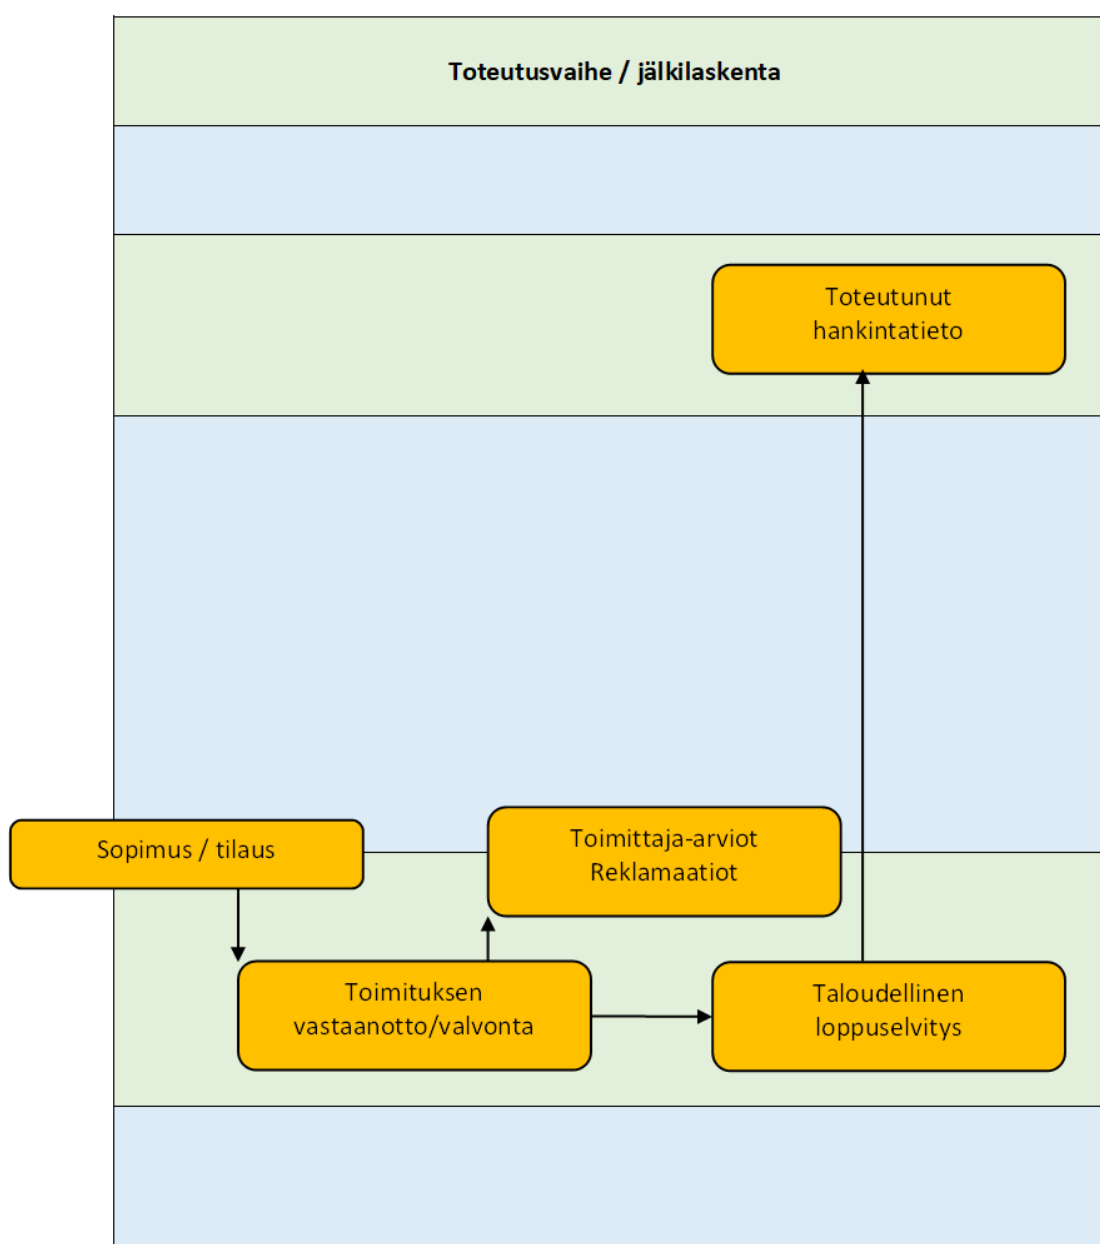 Toteutusvaihe / jälkilaskenta
Toteutunut
hankintatieto
Sopimus / tilaus
Toimittaja-arviot
Reklamaatiot
Toimituksen
vastaanotto/valvonta
Taloudellinen
loppuselvitys